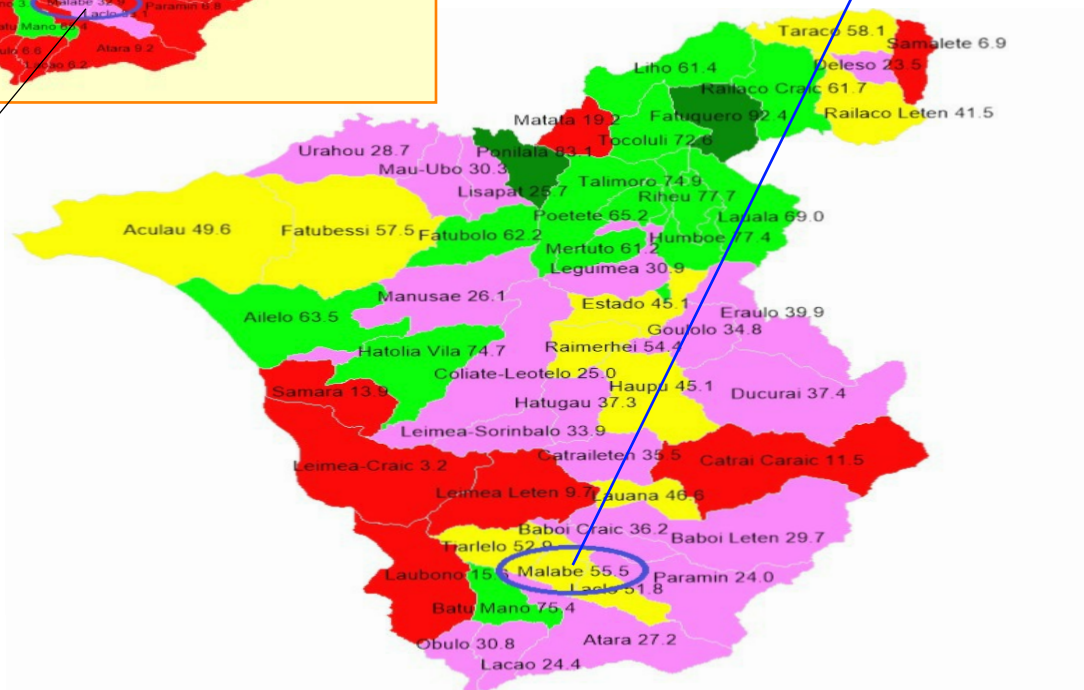 Malabe 32.9
Paramin 6.8
Atara 9.2
Taraco 58.1
Samalete 6.9
Liho 61.4
Deleso 23.5
Railaco Craic 61.7
Fatuquero 92.4
Railaco Leten 41.5
Matata 19.2
Tocoluli 72.6
Urahou 28.7
Ponilala 83.1
Mau-Ubo 30.3
Talimoro 74.9
Lisapat 25.7
Riheu 77.7
Poetete 65.2
Lauala 69.0
Aculau 49.6
Fatubessi 57.5
Fatubolo 62.2
Humboe 77.4
Mertuto 61.2
Leguimea 30.9
Manusae 26.1
Estado 45.1
Eraulo 39.9
Ailelo 63.5
Goulolo 34.8
Raimerhei 54.4
Hatolia Vila 74.7
Coliate-Leotelo 25.0
Haupu 45.1
Samara 13.9
Ducurai 37.4
Hatugau 37.3
Leimea-Sorinbalo 33.9
Catraileten 35.5
Catrai Caraic 11.5
Leimea-Craic 3.2
Leimea Leten 9.7
Lauana 46.6
Baboi Craic 36.2
Baboi Leten 29.7
Tiarlelo 52.9
Malabe 55.5
Laubono
Paramin 24.0
Laclo 51.8
Batu Mano 75.4
Obulo 30.8
Atara 27.2
Lacao 24.4